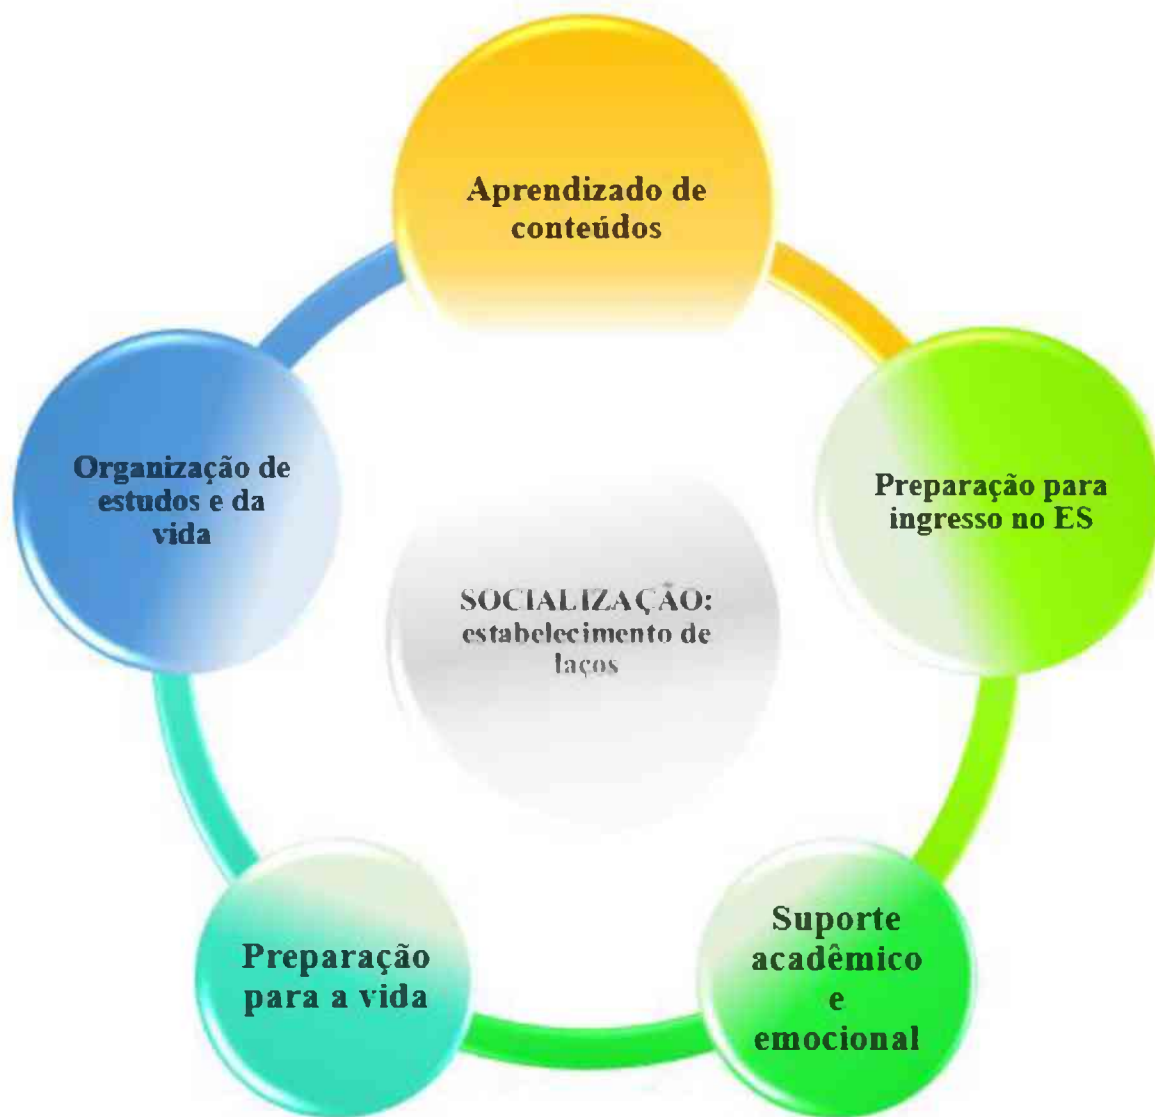 Aprendizado de
conteúdos
Organização de
estudos e da
vida
Preparação para
ingresso no ES
SOCIALIZAÇÃO:
estabelecimento de
laços
Preparação
para a vida
Suporte
acadêmico
e
emocional